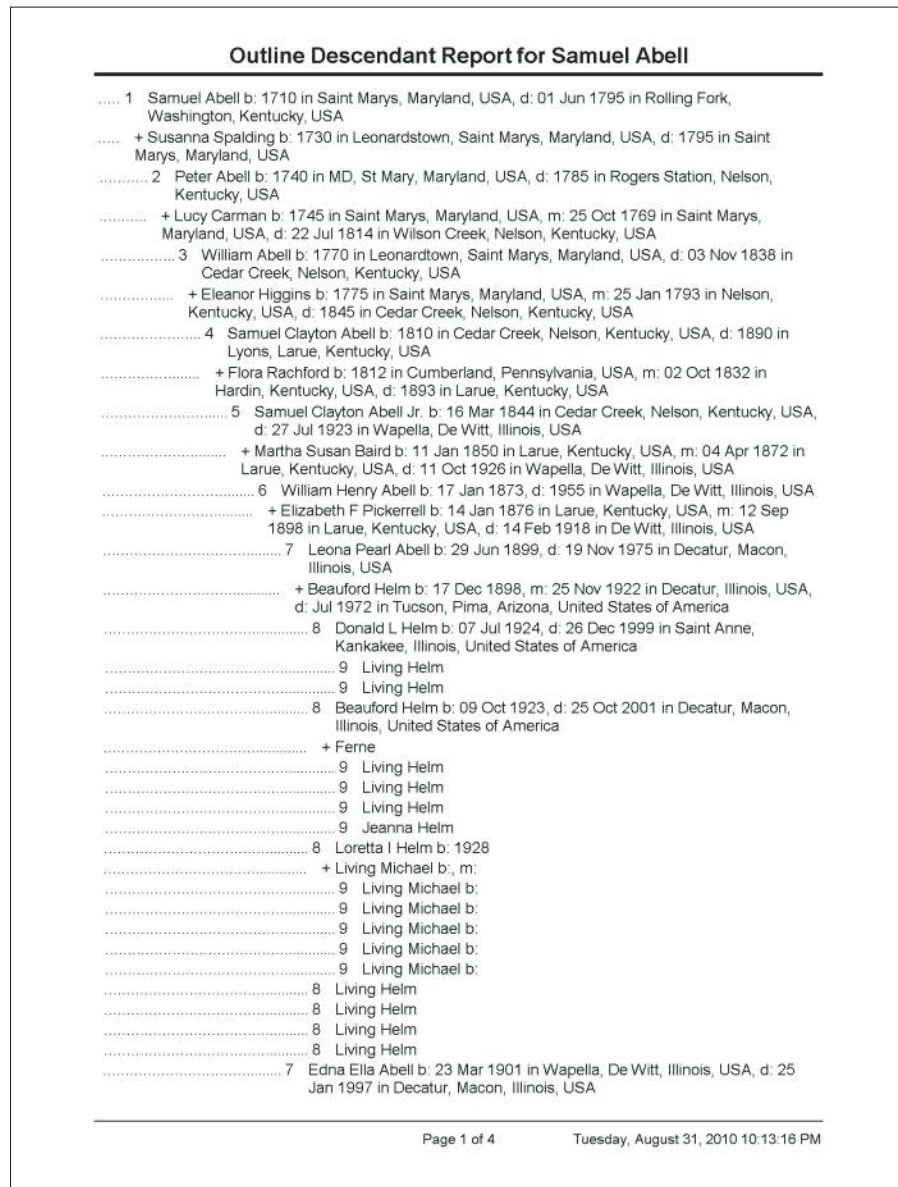 Outline Descendant Report for Samuel Abell
..... 1 Samuel Abell b: 1710 in Saint Marys, Maryland, USA, d: 01 Jun 1795 in Rolling Fork,
Washington, Kentucky, USA
..... + Susanna Spalding b: 1730 in Leonardstown, Saint Marys, Maryland, USA, d: 1795 in Saint
Marys, Maryland, USA
........... 2 Peter Abell b: 1740 in MD, St Mary, Maryland, USA, d: 1785 in Rogers Station, Nelson,
Kentucky, USA
........... + Lucy Carman b: 1745 in Saint Marys, Maryland, USA, m: 25 Oct 1769 in Saint Marys,
Maryland, USA, d: 22 Jul 1814 in Wilson Creek, Nelson, Kentucky, USA
................. 3 William Abell b: 1770 in Leonardtown, Saint Marys, Maryland, USA, d: 03 Nov 1838 in
Cedar Creek, Nelson, Kentucky, USA
................. + Eleanor Higgins b: 1775 in Saint Marys, Maryland, USA, m: 25 Jan 1793 in Nelson,
Kentucky, USA, d: 1845 in Cedar Creek, Nelson, Kentucky, USA
........................ 4 Samuel Clayton Abell b: 1810 in Cedar Creek, Nelson, Kentucky, USA, d: 1890 in
Lyons, Larue, Kentucky, USA
........................ + Flora Rachford b: 1812 in Cumberland, Pennsylvania, USA, m: 02 Oct 1832 in
Hardin, Kentucky, USA, d: 1893 in Larue, Kentucky, USA
.............................. 5 Samuel Clayton Abell Jr. b: 16 Mar 1844 in Cedar Creek, Nelson, Kentucky, USA,
d: 27 Jul 1923 in Wapella, De Witt, Illinois, USA
.............................. + Martha Susan Baird b: 11 Jan 1850 in Larue, Kentucky, USA, m: 04 Apr 1872 in
Larue, Kentucky, USA, d: 11 Oct 1926 in Wapella, De Witt, Illinois, USA
.................................... 6 William Henry Abell b: 17 Jan 1873, d: 1955 in Wapella, De Witt, Illinois, USA
.................................... + Elizabeth F Pickerrell b: 14 Jan 1876 in Larue, Kentucky, USA, m: 12 Sep
1898 in Larue, Kentucky, USA, d: 14 Feb 1918 in De Witt, Illinois, USA
.......................................... 7 Leona Pearl Abell b: 29 Jun 1899, d: 19 Nov 1975 in Decatur, Macon,
Illinois, USA
.......................................... + Beauford Helm b: 17 Dec 1898, m: 25 Nov 1922 in Decatur, Illinois, USA,
d: Jul 1972 in Tucson, Pima, Arizona, United States of America
................................................ 8 Donald L Helm b: 07 Jul 1924, d: 26 Dec 1999 in Saint Anne,
Kankakee, Illinois, United States of America
...................................................... 9 Living Helm
...................................................... 9 Living Helm
................................................ 8 Beauford Helm b: 09 Oct 1923, d: 25 Oct 2001 in Decatur, Macon,
Illinois, United States of America
................................................ + Ferne
...................................................... 9 Living Helm
...................................................... 9 Living Helm
...................................................... 9 Living Helm
...................................................... 9 Jeanna Helm
................................................ 8 Loretta I Helm b: 1928
................................................ + Living Michael b:, m:
...................................................... 9 Living Michael b:
...................................................... 9 Living Michael b:
...................................................... 9 Living Michael b:
...................................................... 9 Living Michael b:
...................................................... 9 Living Michael b:
................................................ 8 Living Helm
................................................ 8 Living Helm
................................................ 8 Living Helm
................................................ 8 Living Helm
.......................................... 7 Edna Ella Abell b: 23 Mar 1901 in Wapella, De Witt, Illinois, USA, d: 25
Jan 1997 in Decatur, Macon, Illinois, USA
Page 1 of 4 Tuesday, August 31, 2010 10:13:16 PM